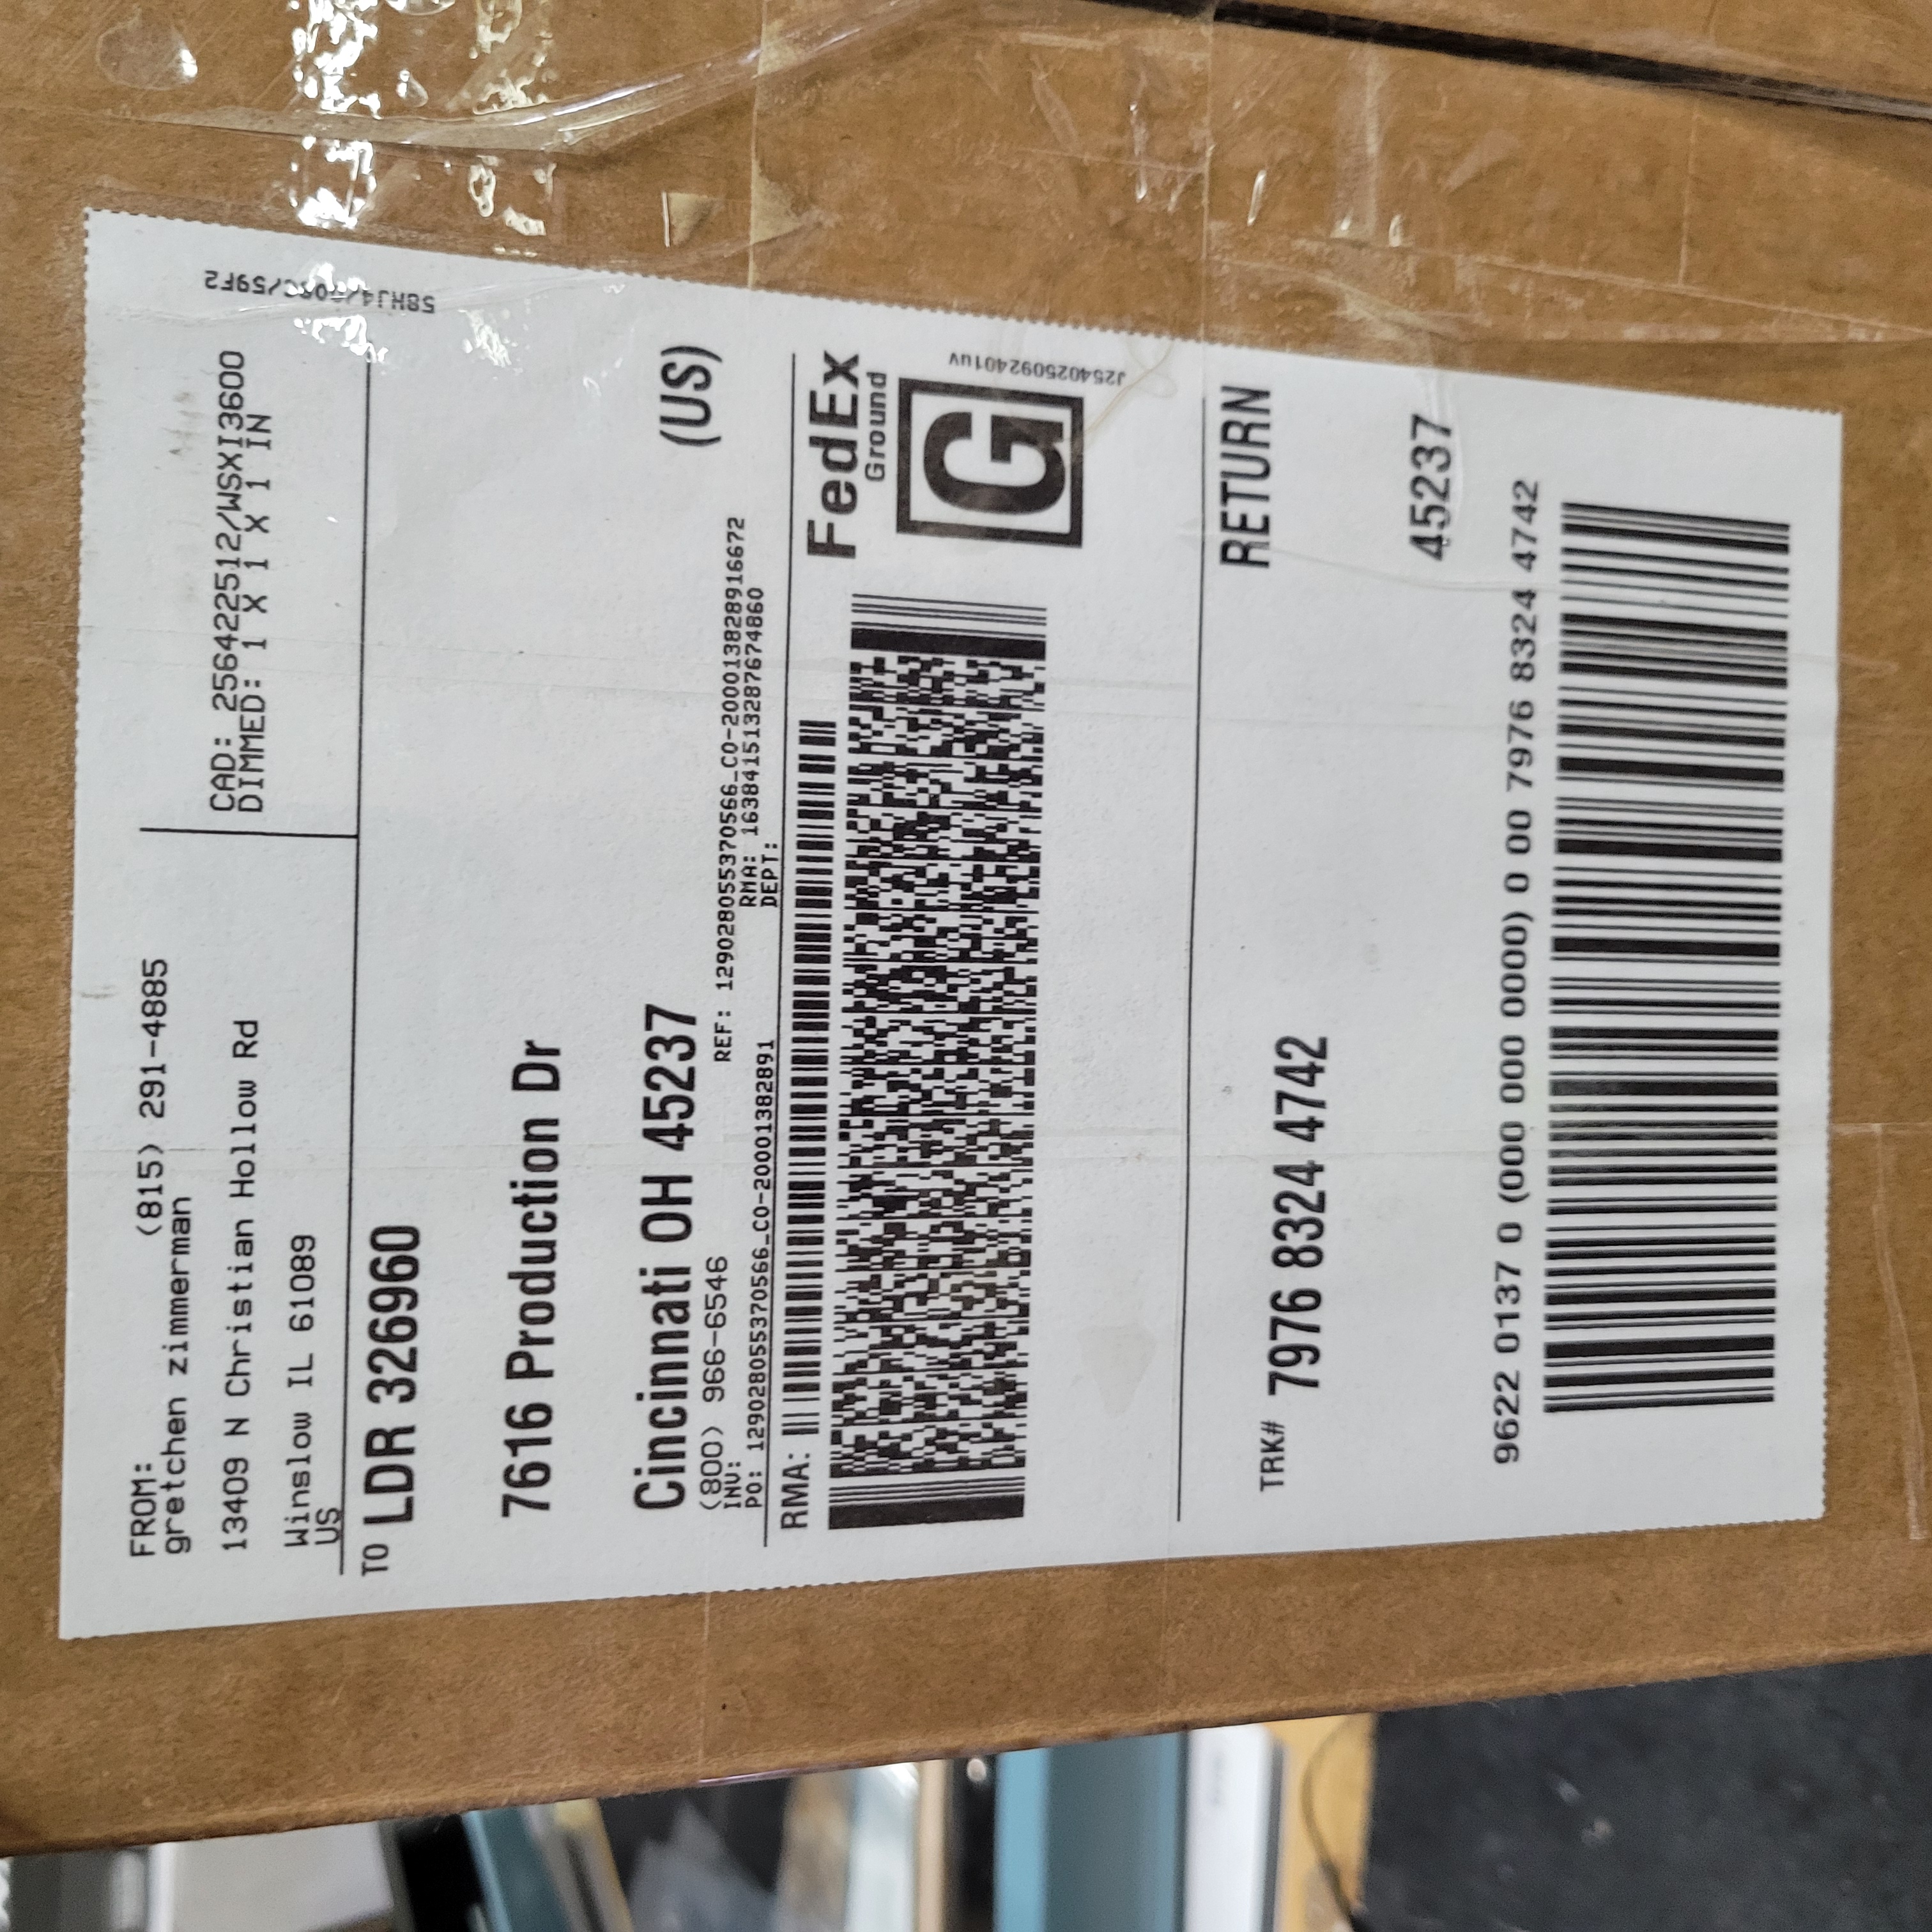 FROM:
(815) 291-4885
gretchen zimmerman
13409 N Christian Hollow Rd
Winslow IL 61089
US
CAD: 256422512/WSXI3600
DIMMED: 1 X 1 X 1 IN
TO LDR 326960
7616 Production Dr
Cincinnati OH 45237
(US)
(800) 966-6546
REF: 129028055370566_CO-200013828916672
INV:
RMA: 163841513287674860
PO: 129028055370566_CO-20001382891
DEPT:
RMA:
FedEx
Ground
G
J254025092401uv
RETURN
TRK# 7976 8324 4742
45237
9622 0137 0 (000 000 0000) 0 00 7976 8324 4742